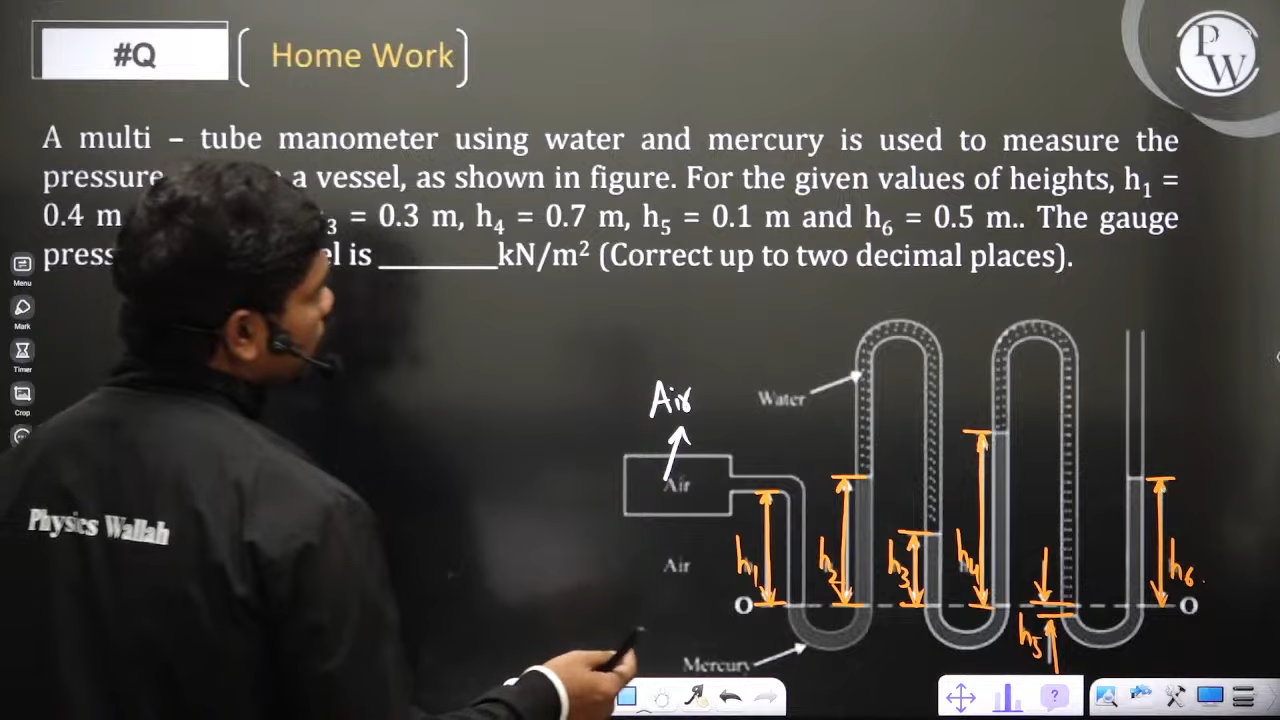 #Q
Home Work
PW
A multi – tube manometer using water and mercury is used to measure the
pressure a vessel, as shown in figure. For the given values of heights, h₁ =
0.4 m ₃ = 0.3 m, h₄ = 0.7 m, h₅ = 0.1 m and h₆ = 0.5 m.. The gauge
press el is ________kN/m² (Correct up to two decimal places).
Menu
Mark
Timer
Crop
Air
Water
Air
Air
h₁
h₂
h₃
h₄
h₅
h₆
O
O
Mercury
Physics Wallah